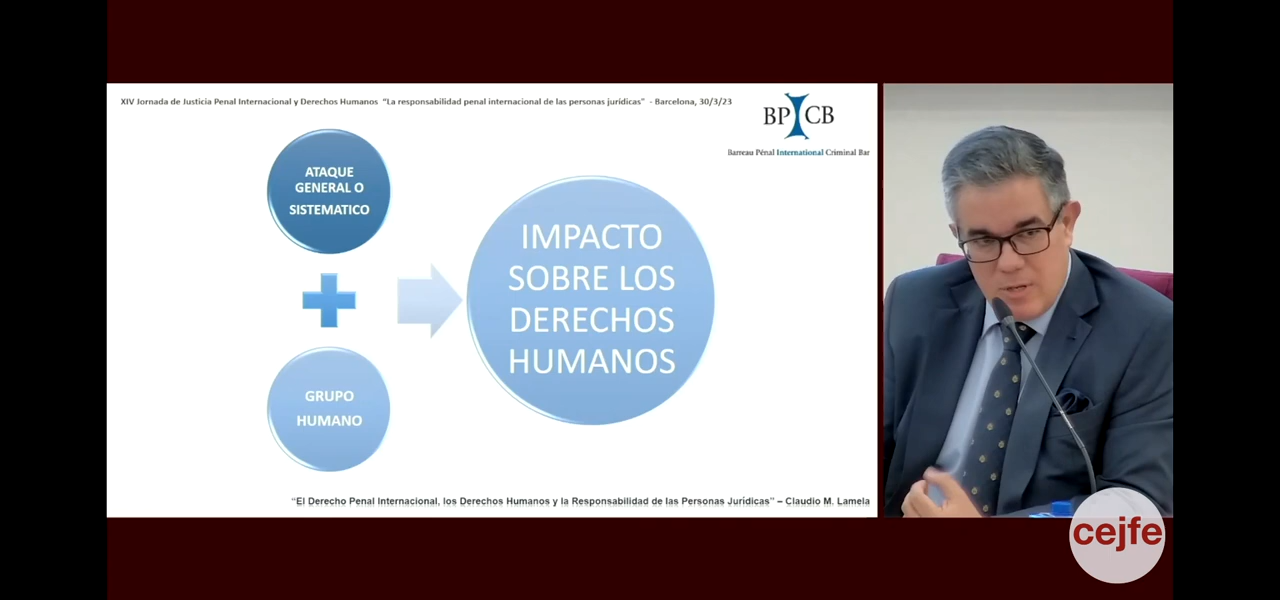 XIV Jornada de Justicia Penal Internacional y Derechos Humanos “La responsabilidad penal internacional de las personas jurídicas” - Barcelona, 30/3/23
BPICB
Barreau Pénal International Criminal Bar
ATAQUE
GENERAL O
SISTEMATICO
GRUPO
HUMANO
IMPACTO
SOBRE LOS
DERECHOS
HUMANOS
“El Derecho Penal Internacional, los Derechos Humanos y la Responsabilidad de las Personas Jurídicas” – Claudio M. Lamela
cejfe